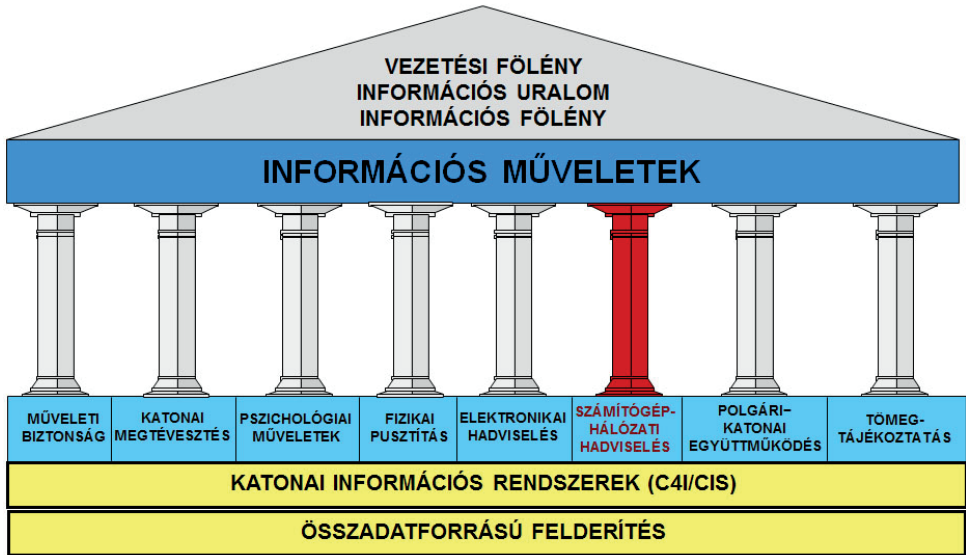 VEZETÉSI FÖLÉNY
INFORMÁCIÓS URALOM
INFORMÁCIÓS FÖLÉNY
INFORMÁCIÓS MŰVELETEK
MŰVELETI
BIZTONSÁG
KATONAI
MEGTÉVESZTÉS
PSZICHOLÓGIAI
MŰVELETEK
FIZIKAI
PUSZTÍTÁS
ELEKTRONIKAI
HADVISELÉS
SZÁMÍTÓGÉP-
HÁLÓZATI
HADVISELÉS
POLGÁRI–
KATONAI
EGYÜTTMŰKÖDÉS
TÖMEG-
TÁJÉKOZTATÁS
KATONAI INFORMÁCIÓS RENDSZEREK (C4I/CIS)
ÖSSZADATFORRÁSÚ FELDERÍTÉS